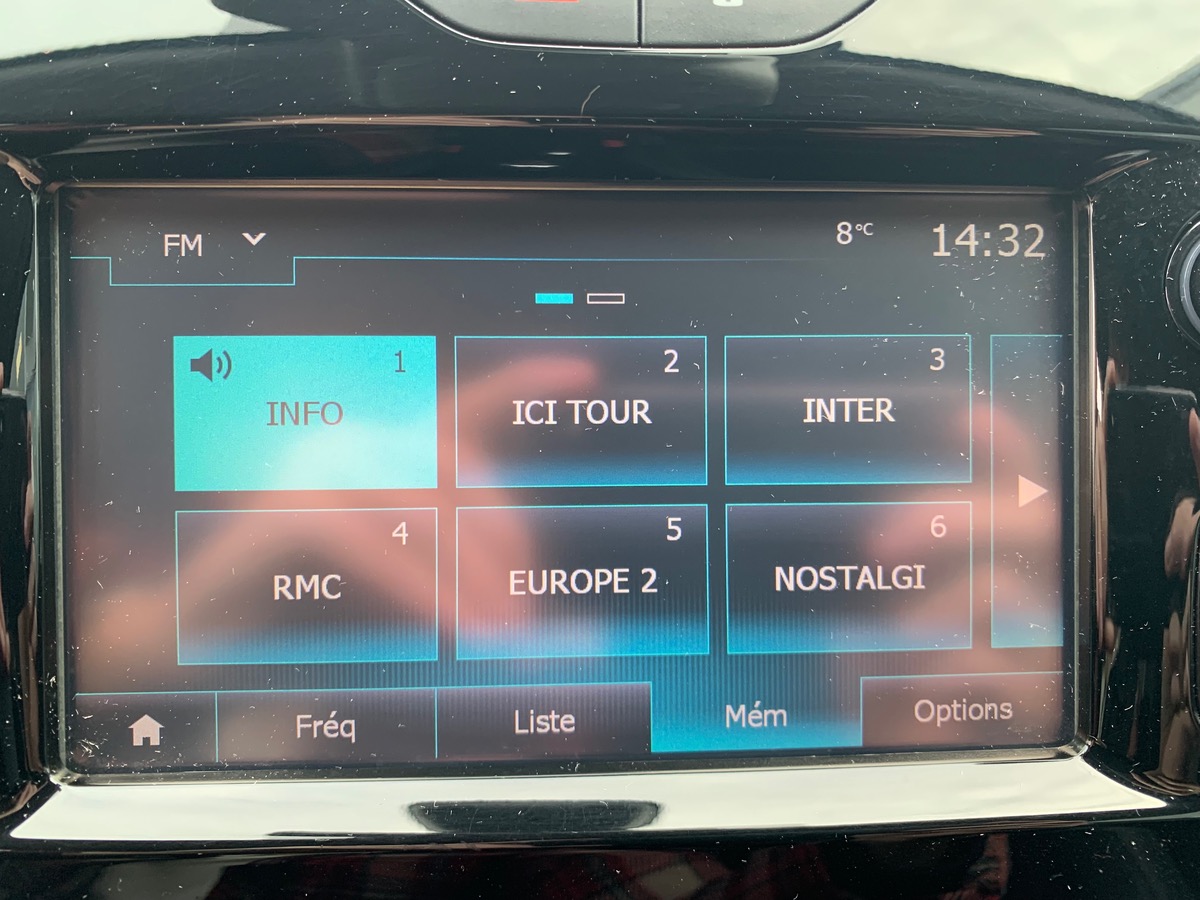 FM
8°C
14:32
1
INFO
2
ICI TOUR
3
INTER
4
RMC
5
EUROPE 2
6
NOSTALGI
Fréq
Liste
Mém
Options